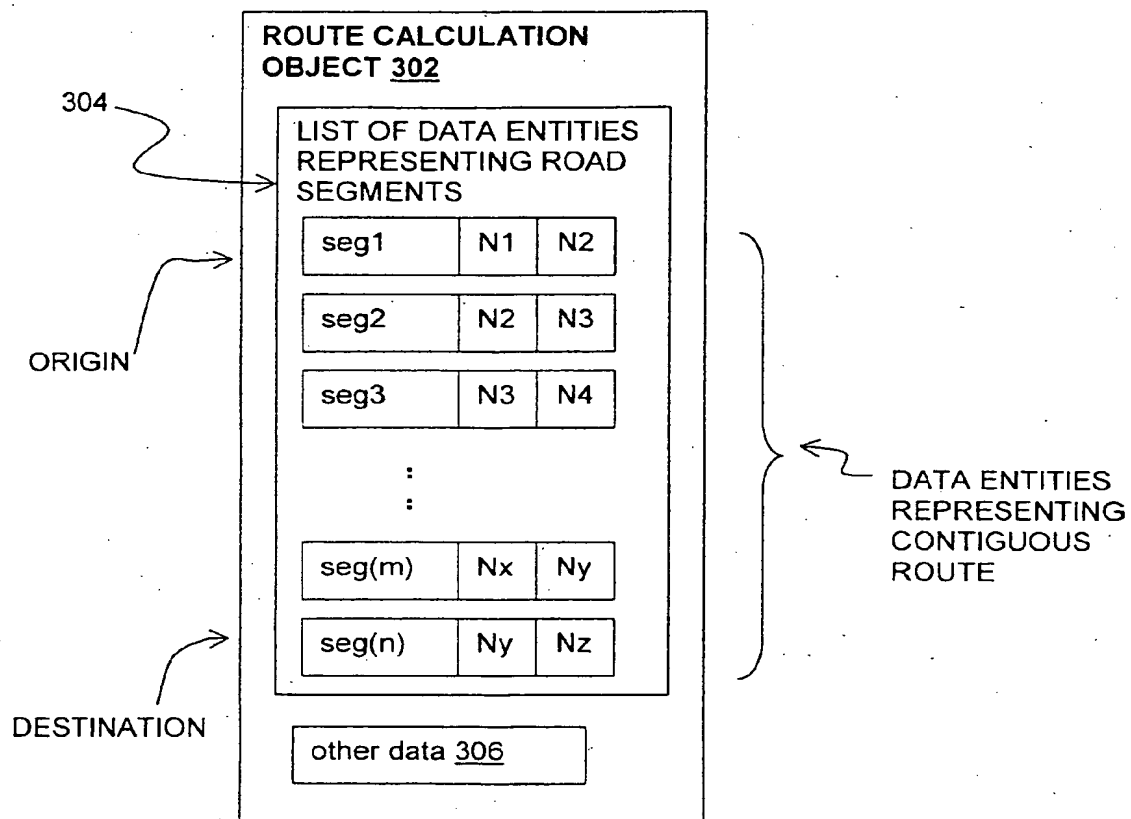 ROUTE CALCULATION
OBJECT 302
304
LIST OF DATA ENTITIES
REPRESENTING ROAD
SEGMENTS
seg1 N1 N2
seg2 N2 N3
ORIGIN
seg3 N3 N4
:
:
DATA ENTITIES
REPRESENTING
CONTIGUOUS
ROUTE
seg(m) Nx Ny
seg(n) Ny Nz
DESTINATION
other data 306